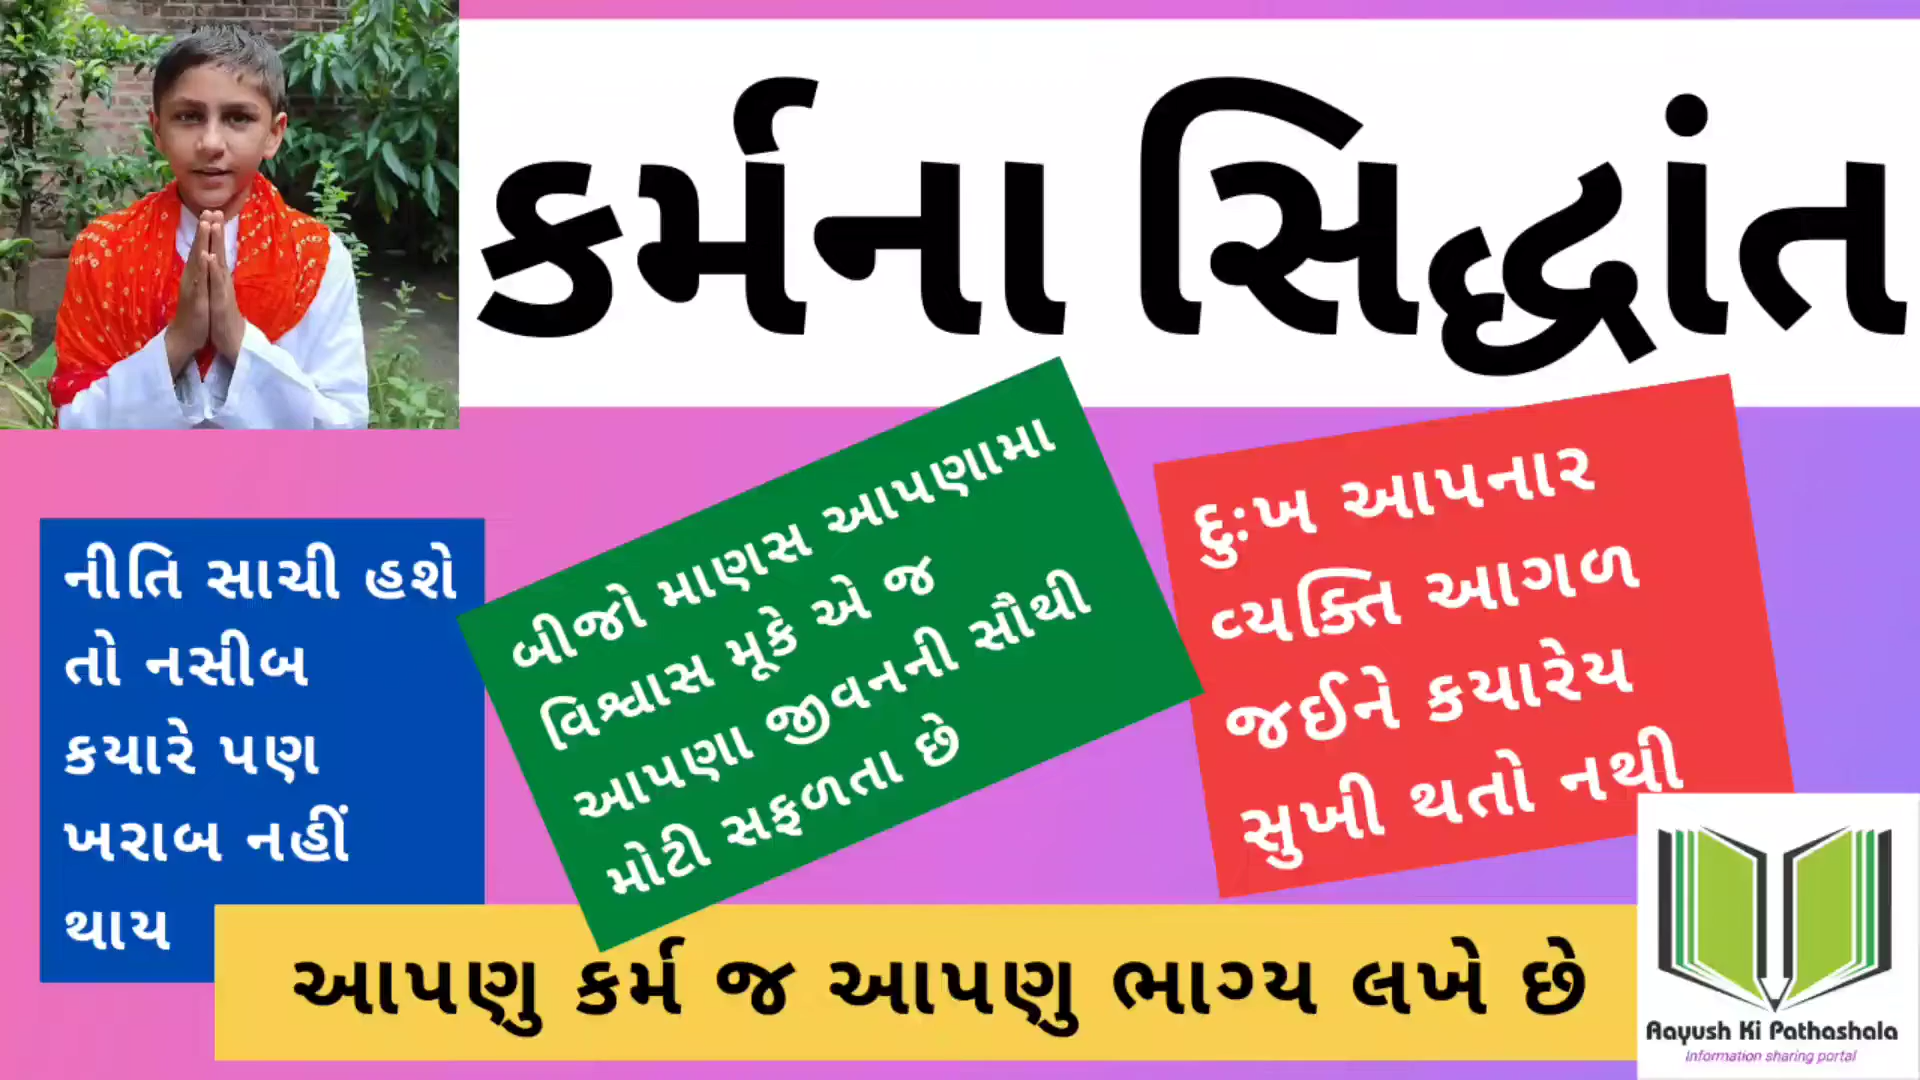 કર્મના સિદ્ધાંત
નીતિ સાચી હશે
તો નસીબ
કયારે પણ
ખરાબ નહીં
થાય
બીજો માણસ આપણામા
વિશ્વાસ મૂકે એ જ
આપણા જીવનની સૌથી
મોટી સફળતા છે
દુઃખ આપનાર
વ્યક્તિ આગળ
જઈને કયારેય
સુખી થતો નથી
આપણુ કર્મ જ આપણુ ભાગ્ય લખે છે
Aayush Ki Pathashala
Information sharing portal